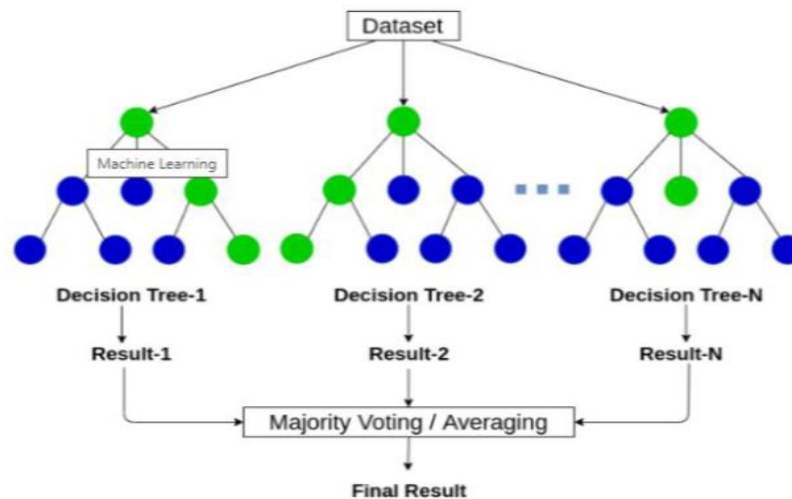 Dataset
Machine Learning
Decision Tree-1
Decision Tree-2
Decision Tree-N
Result-1
Result-2
Result-N
Majority Voting / Averaging
Final Result